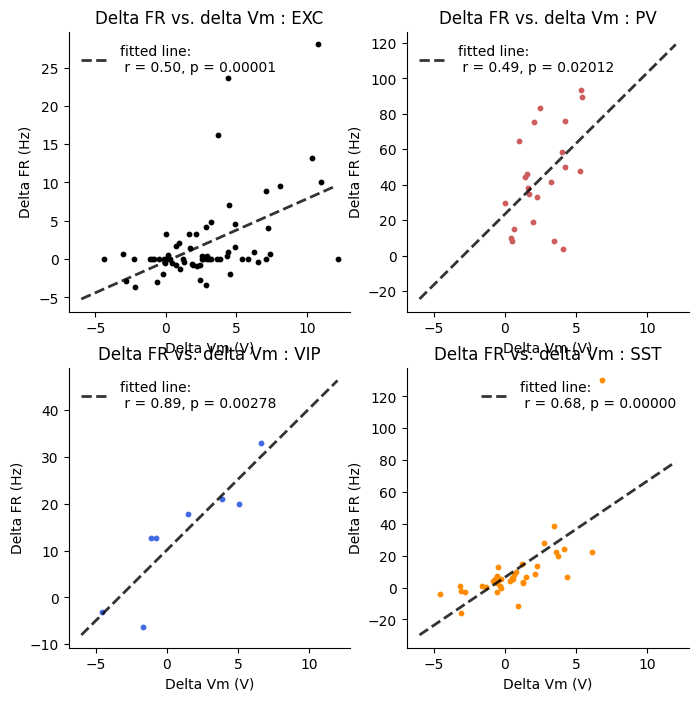 Delta FR vs. delta Vm : EXC
Delta FR vs. delta Vm : PV
fitted line:
r = 0.50, p = 0.00001
fitted line:
r = 0.49, p = 0.02012
Delta FR (Hz)
25
20
15
10
5
0
−5
−5
0
5
10
Delta Vm (V)
Delta FR (Hz)
120
100
80
60
40
20
0
−20
−5
0
5
10
Delta Vm (V)
Delta FR vs. delta Vm : VIP
Delta FR vs. delta Vm : SST
fitted line:
r = 0.89, p = 0.00278
fitted line:
r = 0.68, p = 0.00000
Delta FR (Hz)
40
30
20
10
0
−10
−5
0
5
10
Delta Vm (V)
Delta FR (Hz)
120
100
80
60
40
20
0
−20
−5
0
5
10
Delta Vm (V)